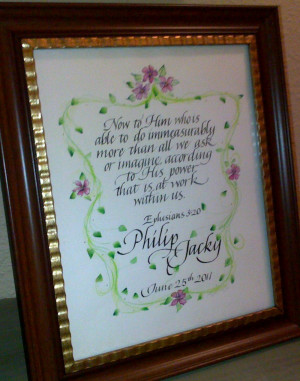 Now to Him who is
able to do immeasurably
more than all we ask
or imagine, according
to His power
that is at work
within us.
Ephesians 3:20
Philip
& Jacky
June 25th 2011